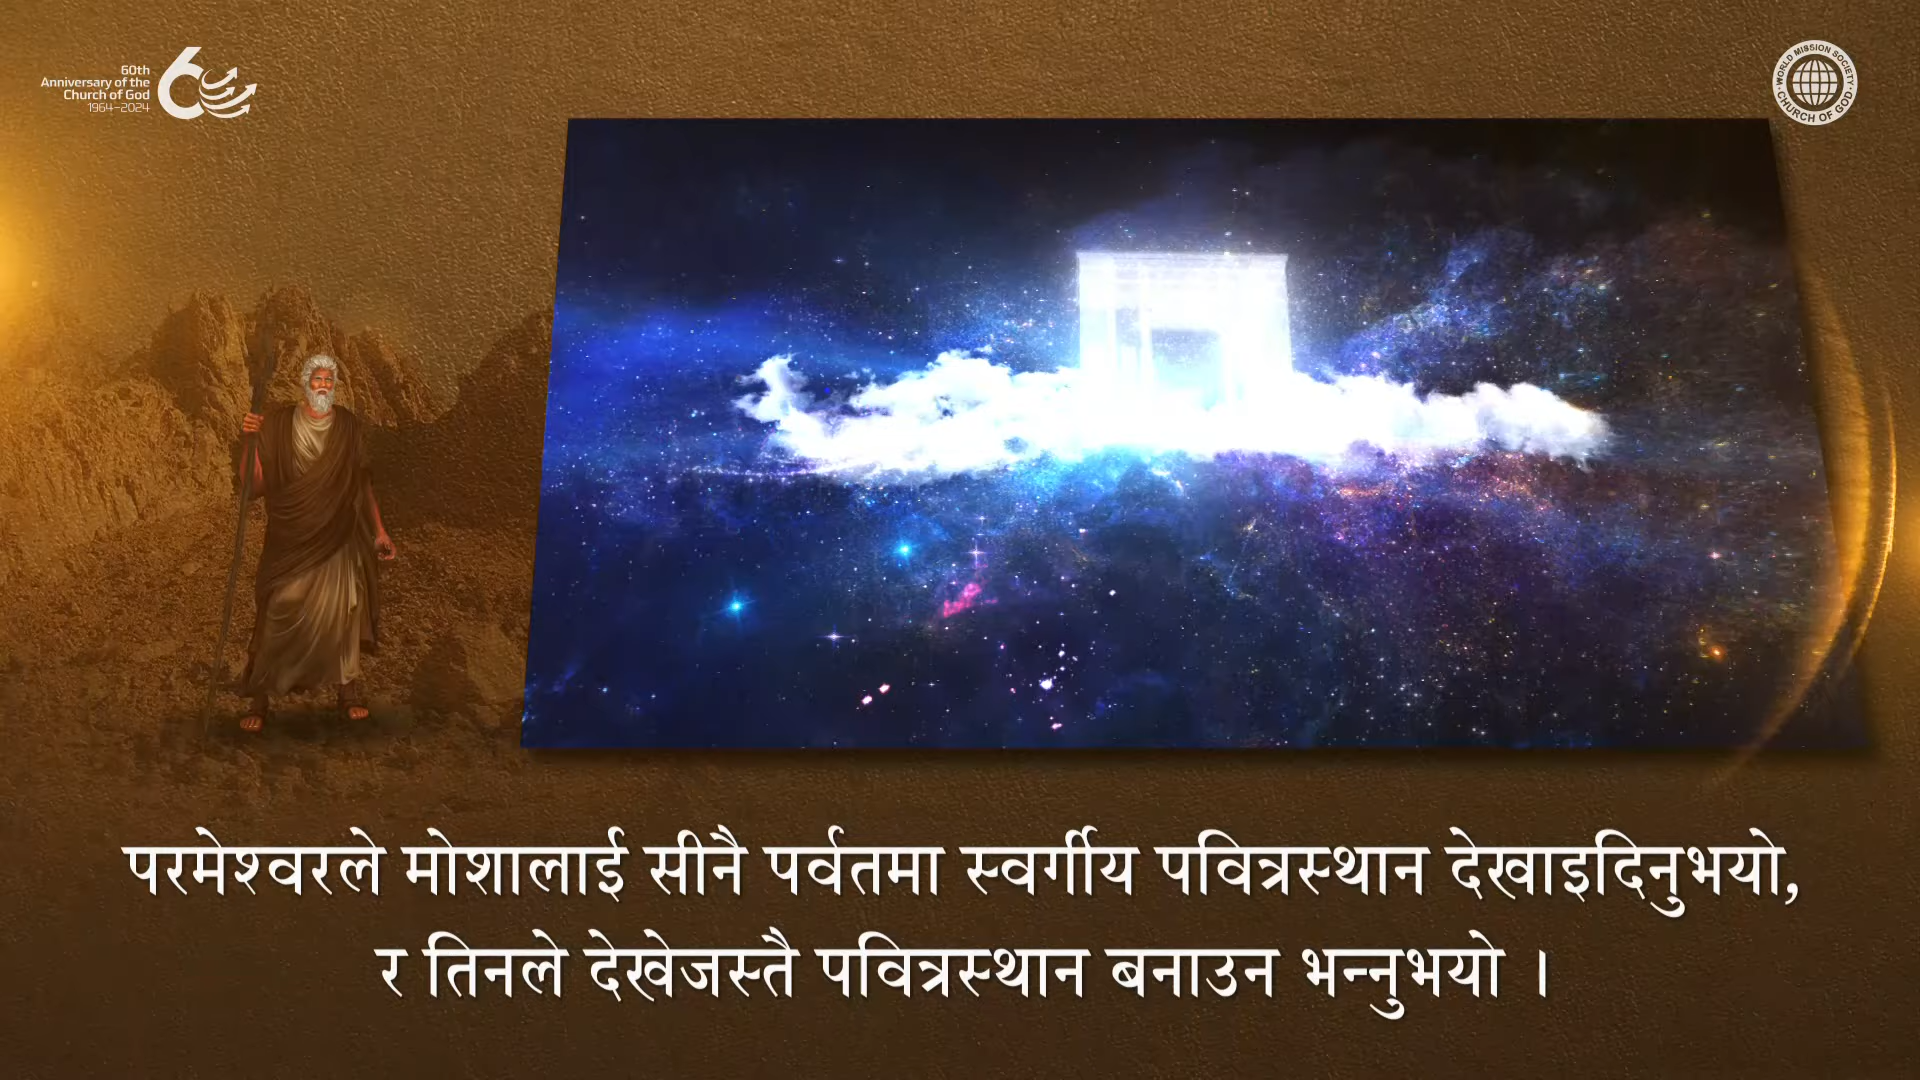 60th
Anniversary of the
Church of God
1964–2024
WORLD MISSION SOCIETY
CHURCH OF GOD
परमेश्वरले मोशालाई सीनै पर्वतमा स्वर्गीय पवित्रस्थान देखाइदिनुभयो,
र तिनले देखेजस्तै पवित्रस्थान बनाउन भन्नुभयो ।